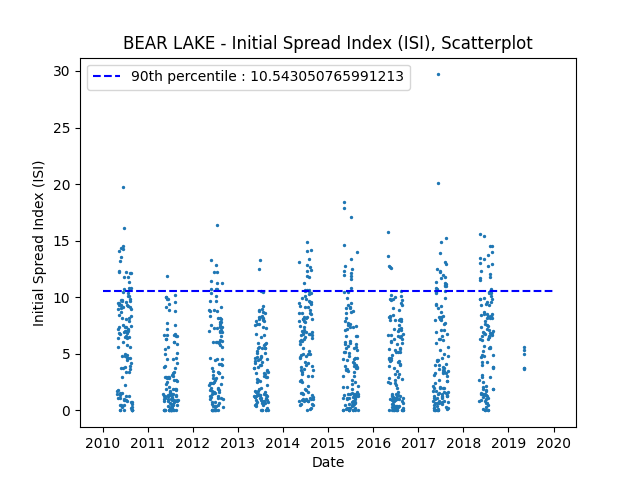 BEAR LAKE - Initial Spread Index (ISI), Scatterplot
90th percentile : 10.543050765991213
30
25
20
15
10
5
0
Initial Spread Index (ISI)
2010 2011 2012 2013 2014 2015 2016 2017 2018 2019 2020
Date